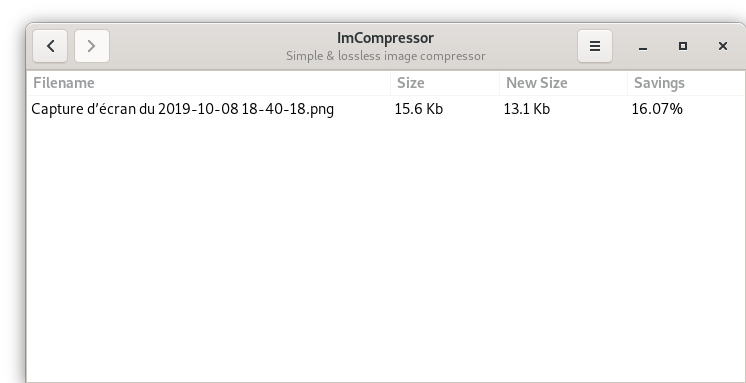 ImCompressor
Simple & lossless image compressor
Filename Size New Size Savings
Capture d'écran du 2019-10-08 18-40-18.png 15.6 Kb 13.1 Kb 16.07%